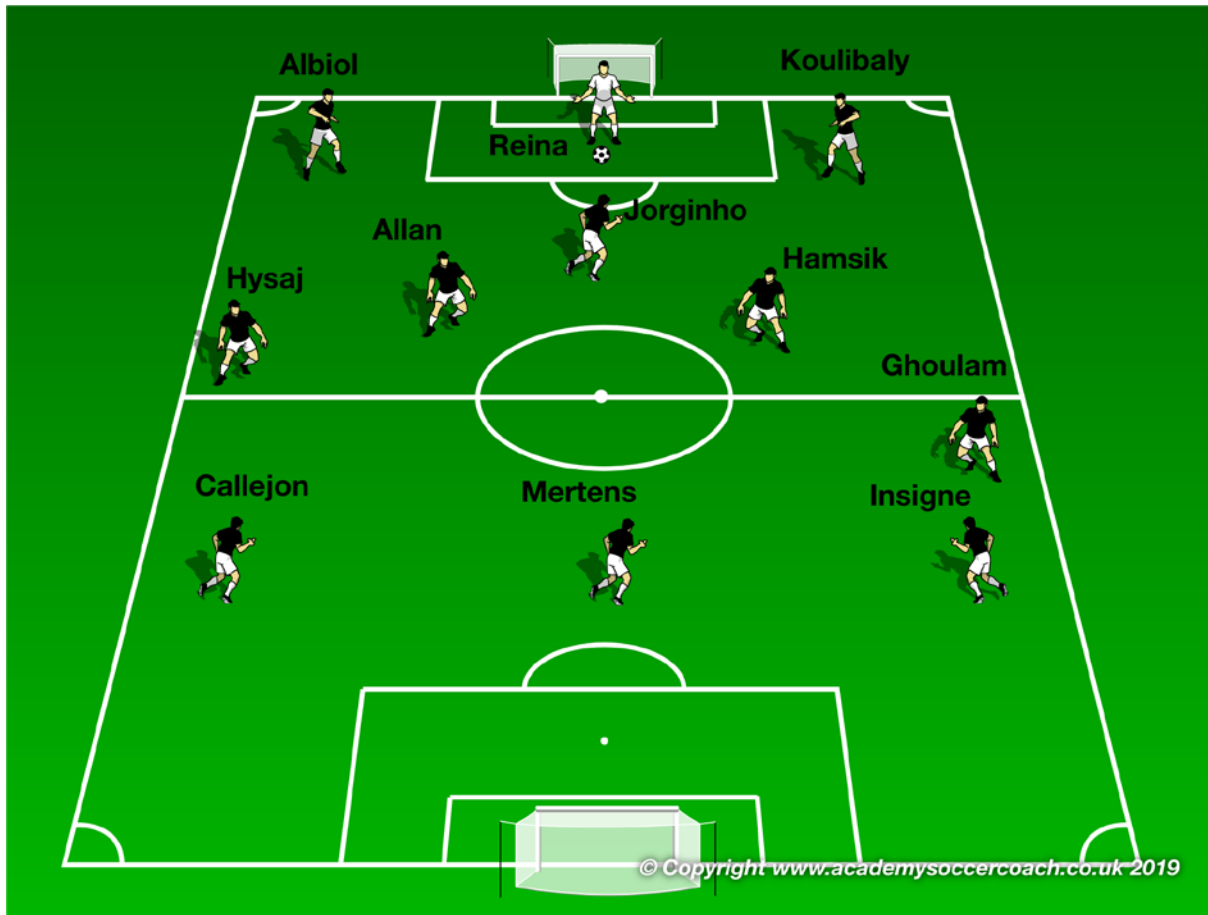 Albiol
Koulibaly
Reina
Jorginho
Allan
Hamsik
Hysaj
Ghoulam
Callejon
Mertens
Insigne
© Copyright www.academysoccercoach.co.uk 2019